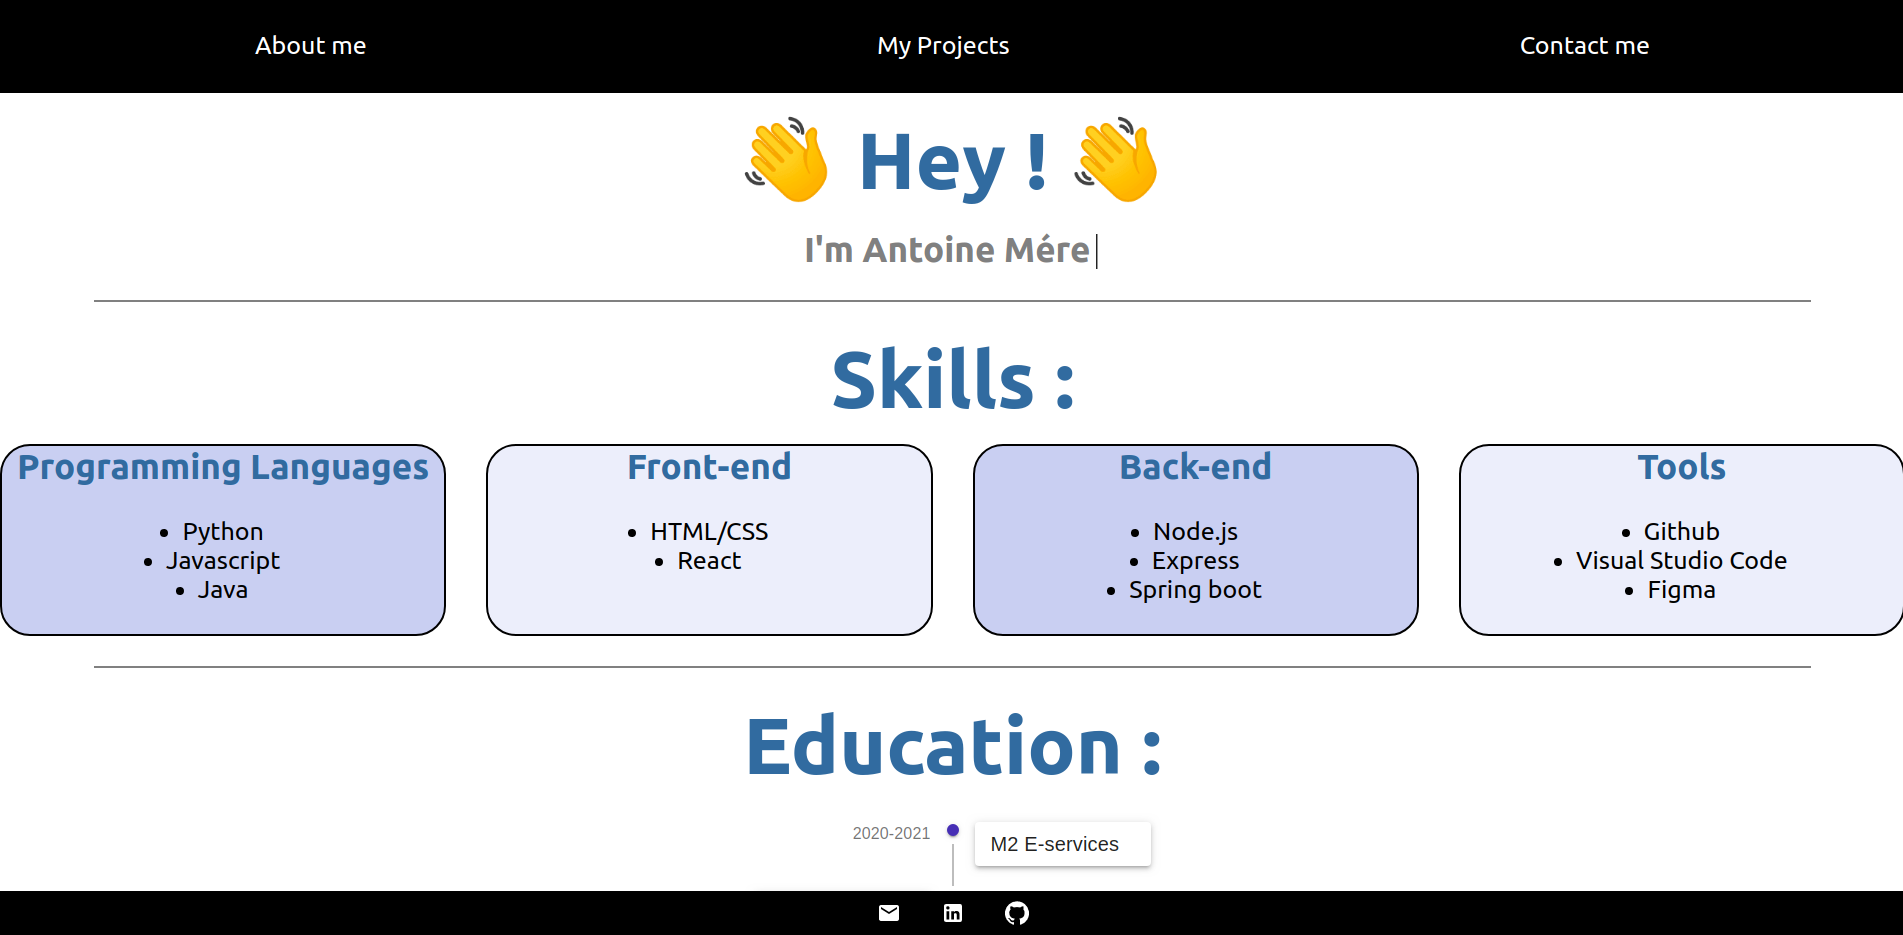 About me
My Projects
Contact me
👋 Hey ! 👋
I'm Antoine Mére
Skills :
Programming Languages
Python
Javascript
Java
Front-end
HTML/CSS
React
Back-end
Node.js
Express
Spring boot
Tools
Github
Visual Studio Code
Figma
Education :
2020-2021
M2 E-services